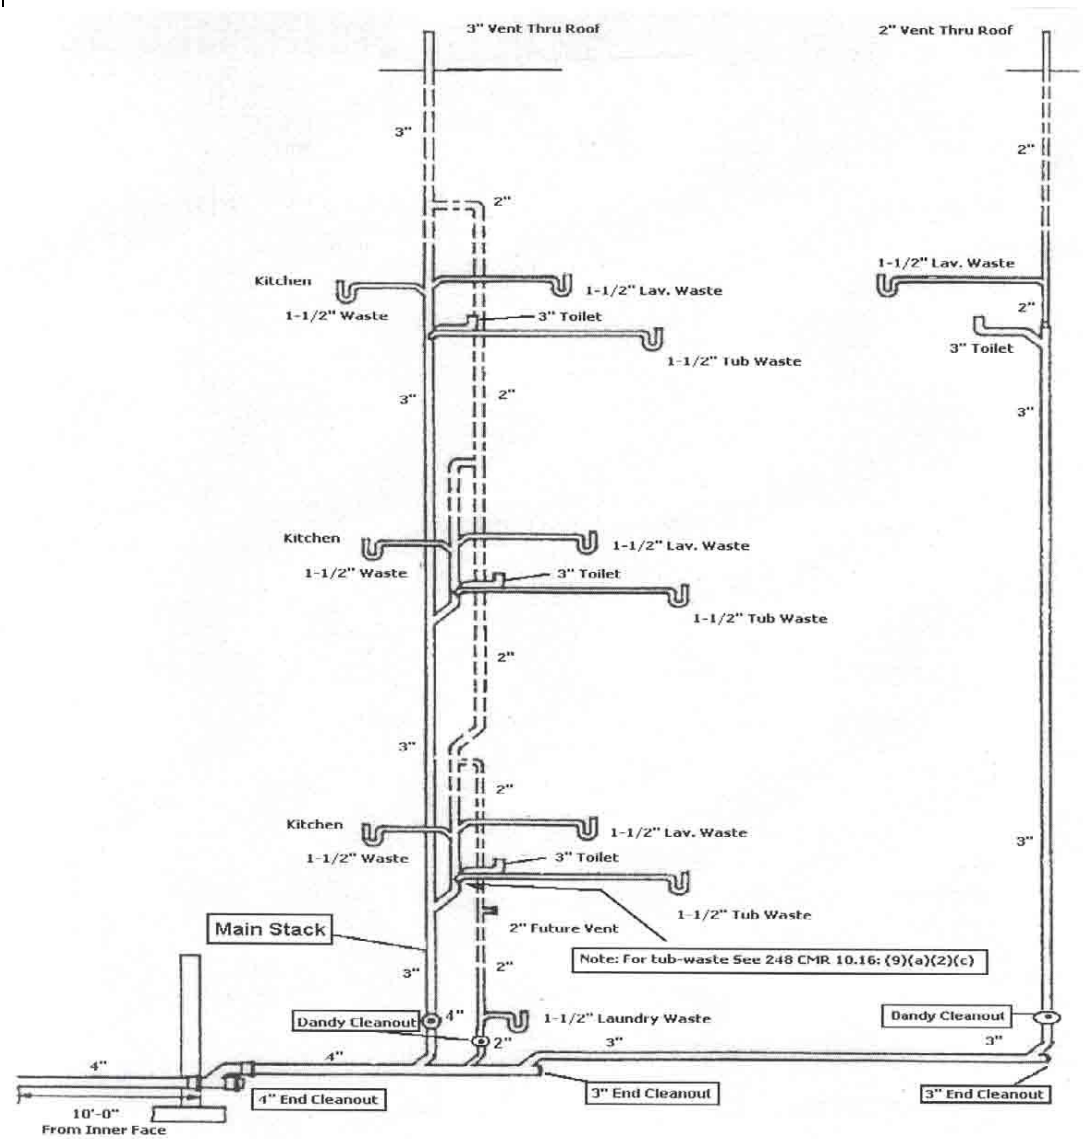 3" Vent Thru Roof
2" Vent Thru Roof
3"
2"
2"
1-1/2" Lav. Waste
Kitchen
1-1/2" Lav. Waste
1-1/2" Waste
3" Toilet
2"
3" Toilet
1-1/2" Tub Waste
3"
2"
3"
Kitchen
1-1/2" Lav. Waste
1-1/2" Waste
3" Toilet
1-1/2" Tub Waste
2"
3"
2"
Kitchen
1-1/2" Lav. Waste
1-1/2" Waste
3" Toilet
3"
1-1/2" Tub Waste
Main Stack
2" Future Vent
Note: For tub-waste See 248 CMR 10.16: (9)(a)(2)(c)
3"
2"
Dandy Cleanout
4"
1-1/2" Laundry Waste
Dandy Cleanout
2"
3"
3"
4"
4"
4" End Cleanout
3" End Cleanout
3" End Cleanout
10'-0"
From Inner Face